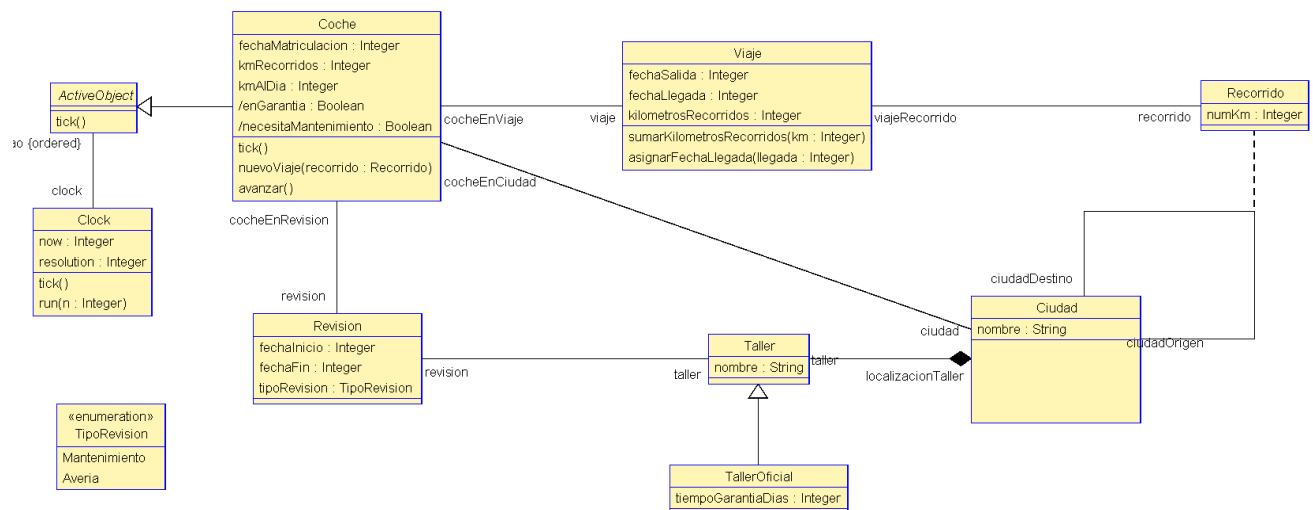 Coche
fechaMatriculacion : Integer
kmRecorridos : Integer
kmAlDia : Integer
/enGarantia : Boolean
/necesitaMantenimiento : Boolean
tick()
nuevoViaje(recorrido : Recorrido)
avanzar()
Viaje
fechaSalida : Integer
fechaLlegada : Integer
kilometrosRecorridos : Integer
sumarKilometrosRecorridos(km : Integer)
asignarFechaLlegada(llegada : Integer)
Recorrido
numKm : Integer
ActiveObject
tick()
cocheEnViaje
viaje
viajeRecorrido
recorrido
ao {ordered}
clock
cocheEnCiudad
cocheEnRevision
Clock
now : Integer
resolution : Integer
tick()
run(n : Integer)
revision
ciudadDestino
Ciudad
nombre : String
ciudad
ciudadOrigen
Revision
fechaInicio : Integer
fechaFin : Integer
tipoRevision : TipoRevision
revision
taller
Taller
nombre : String
taller
localizacionTaller
«enumeration»
TipoRevision
Mantenimiento
Averia
TallerOficial
tiempoGarantiaDias : Integer